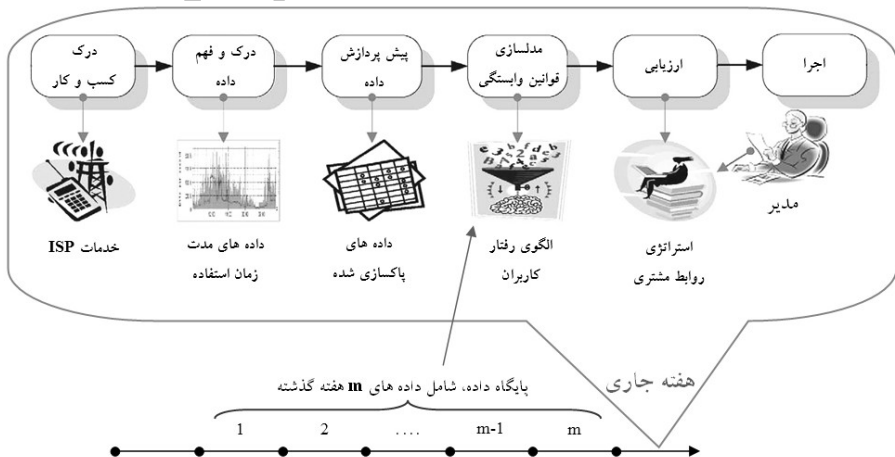 درک
کسب و کار
درک و فهم
داده
پیش پردازش
داده
مدلسازی
قوانین وابستگی
ارزیابی
اجرا
خدمات ISP
داده های مدت
زمان استفاده
داده های
پاکسازی شده
الگوی رفتار
کاربران
استراتژی
روابط مشتری
مدیر
هفته جاری
پایگاه داده، شامل داده های m هفته گذشته
1 2 .... m-1 m